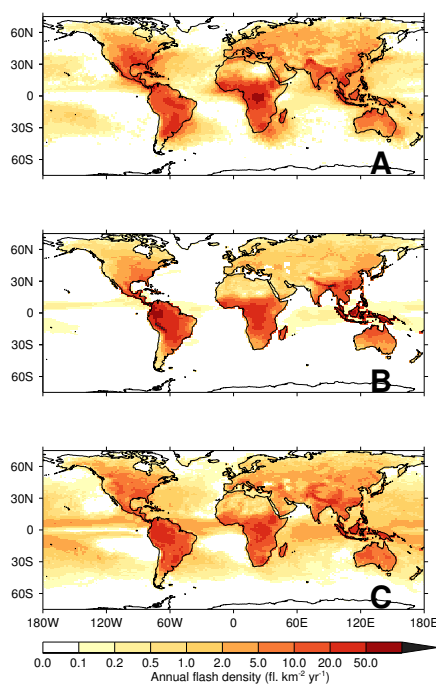 60N
30N
0
30S
60S
A
60N
30N
0
30S
60S
B
60N
30N
0
30S
60S
C
180W 120W 60W 0 60E 120E 180E
0.0 0.1 0.2 0.5 1.0 2.0 5.0 10.0 20.0 50.0
Annual flash density (fl. km⁻² yr⁻¹)